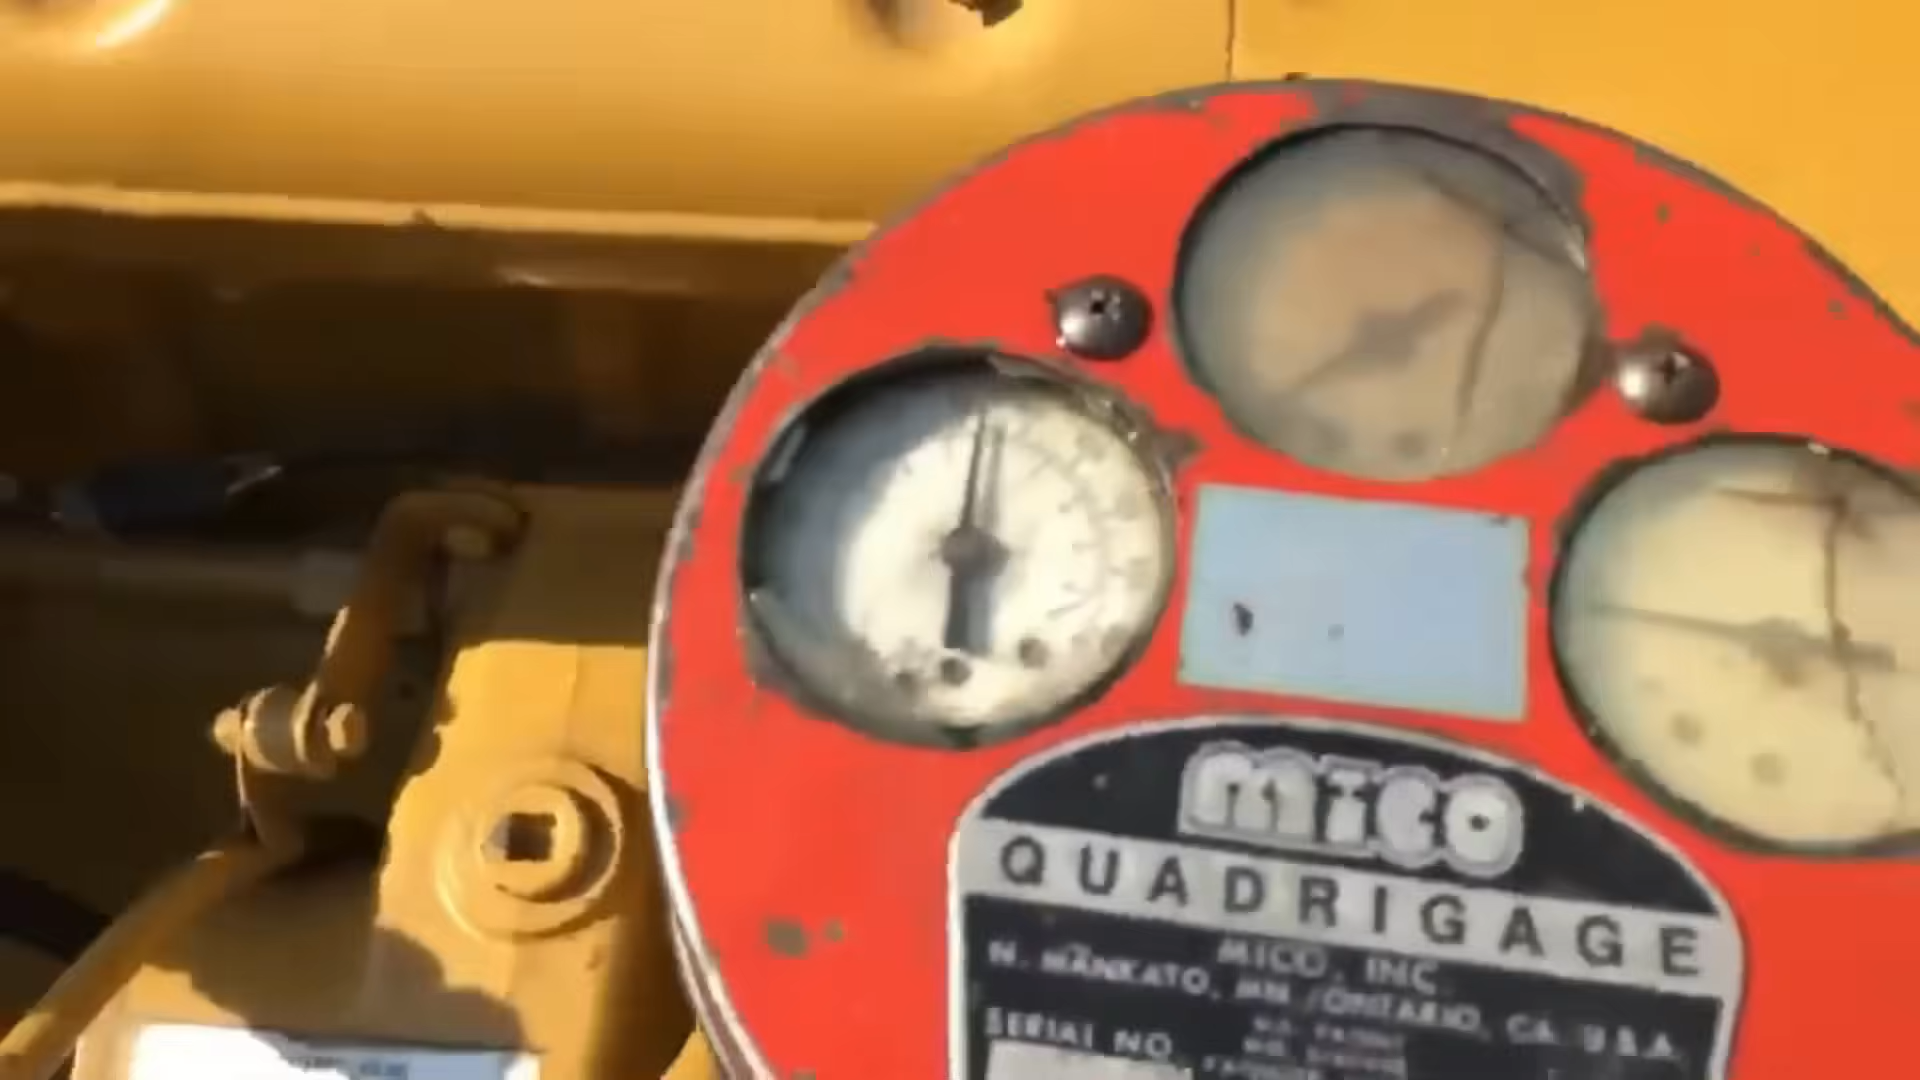 mico
QUADRIGAGE
MICO, INC.
N. MANKATO, MN./ONTARIO, CA. U.S.A.
SERIAL NO.